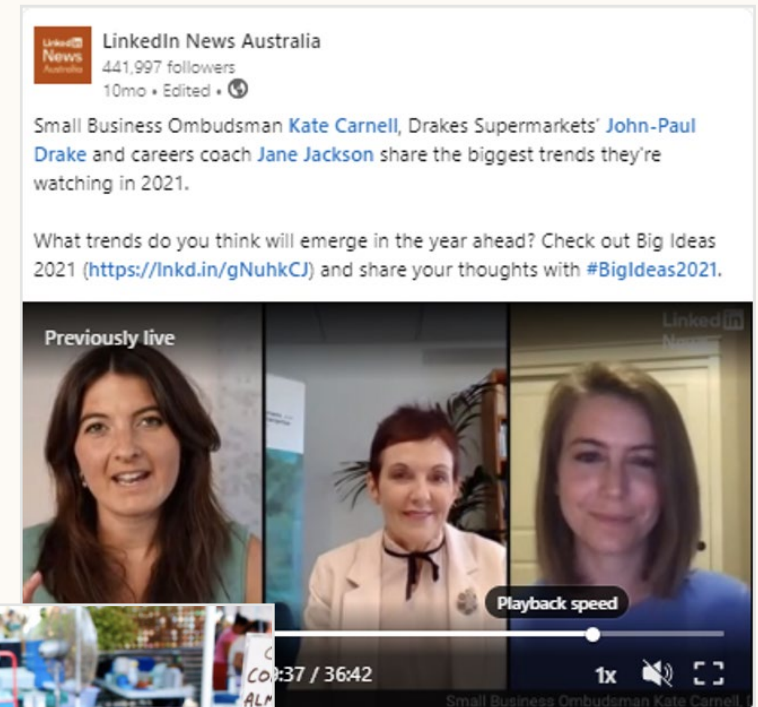 Linked in
News
Australia
LinkedIn News Australia
441,997 followers
10mo • Edited •
Small Business Ombudsman Kate Carnell, Drakes Supermarkets' John-Paul
Drake and careers coach Jane Jackson share the biggest trends they're
watching in 2021.
What trends do you think will emerge in the year ahead? Check out Big Ideas
2021 (https://lnkd.in/gNuhkCJ) and share your thoughts with #BigIdeas2021.
Previously live
Linked in
News
Playback speed
:37 / 36:42
1x
Small Business Ombudsman Kate Carnell,